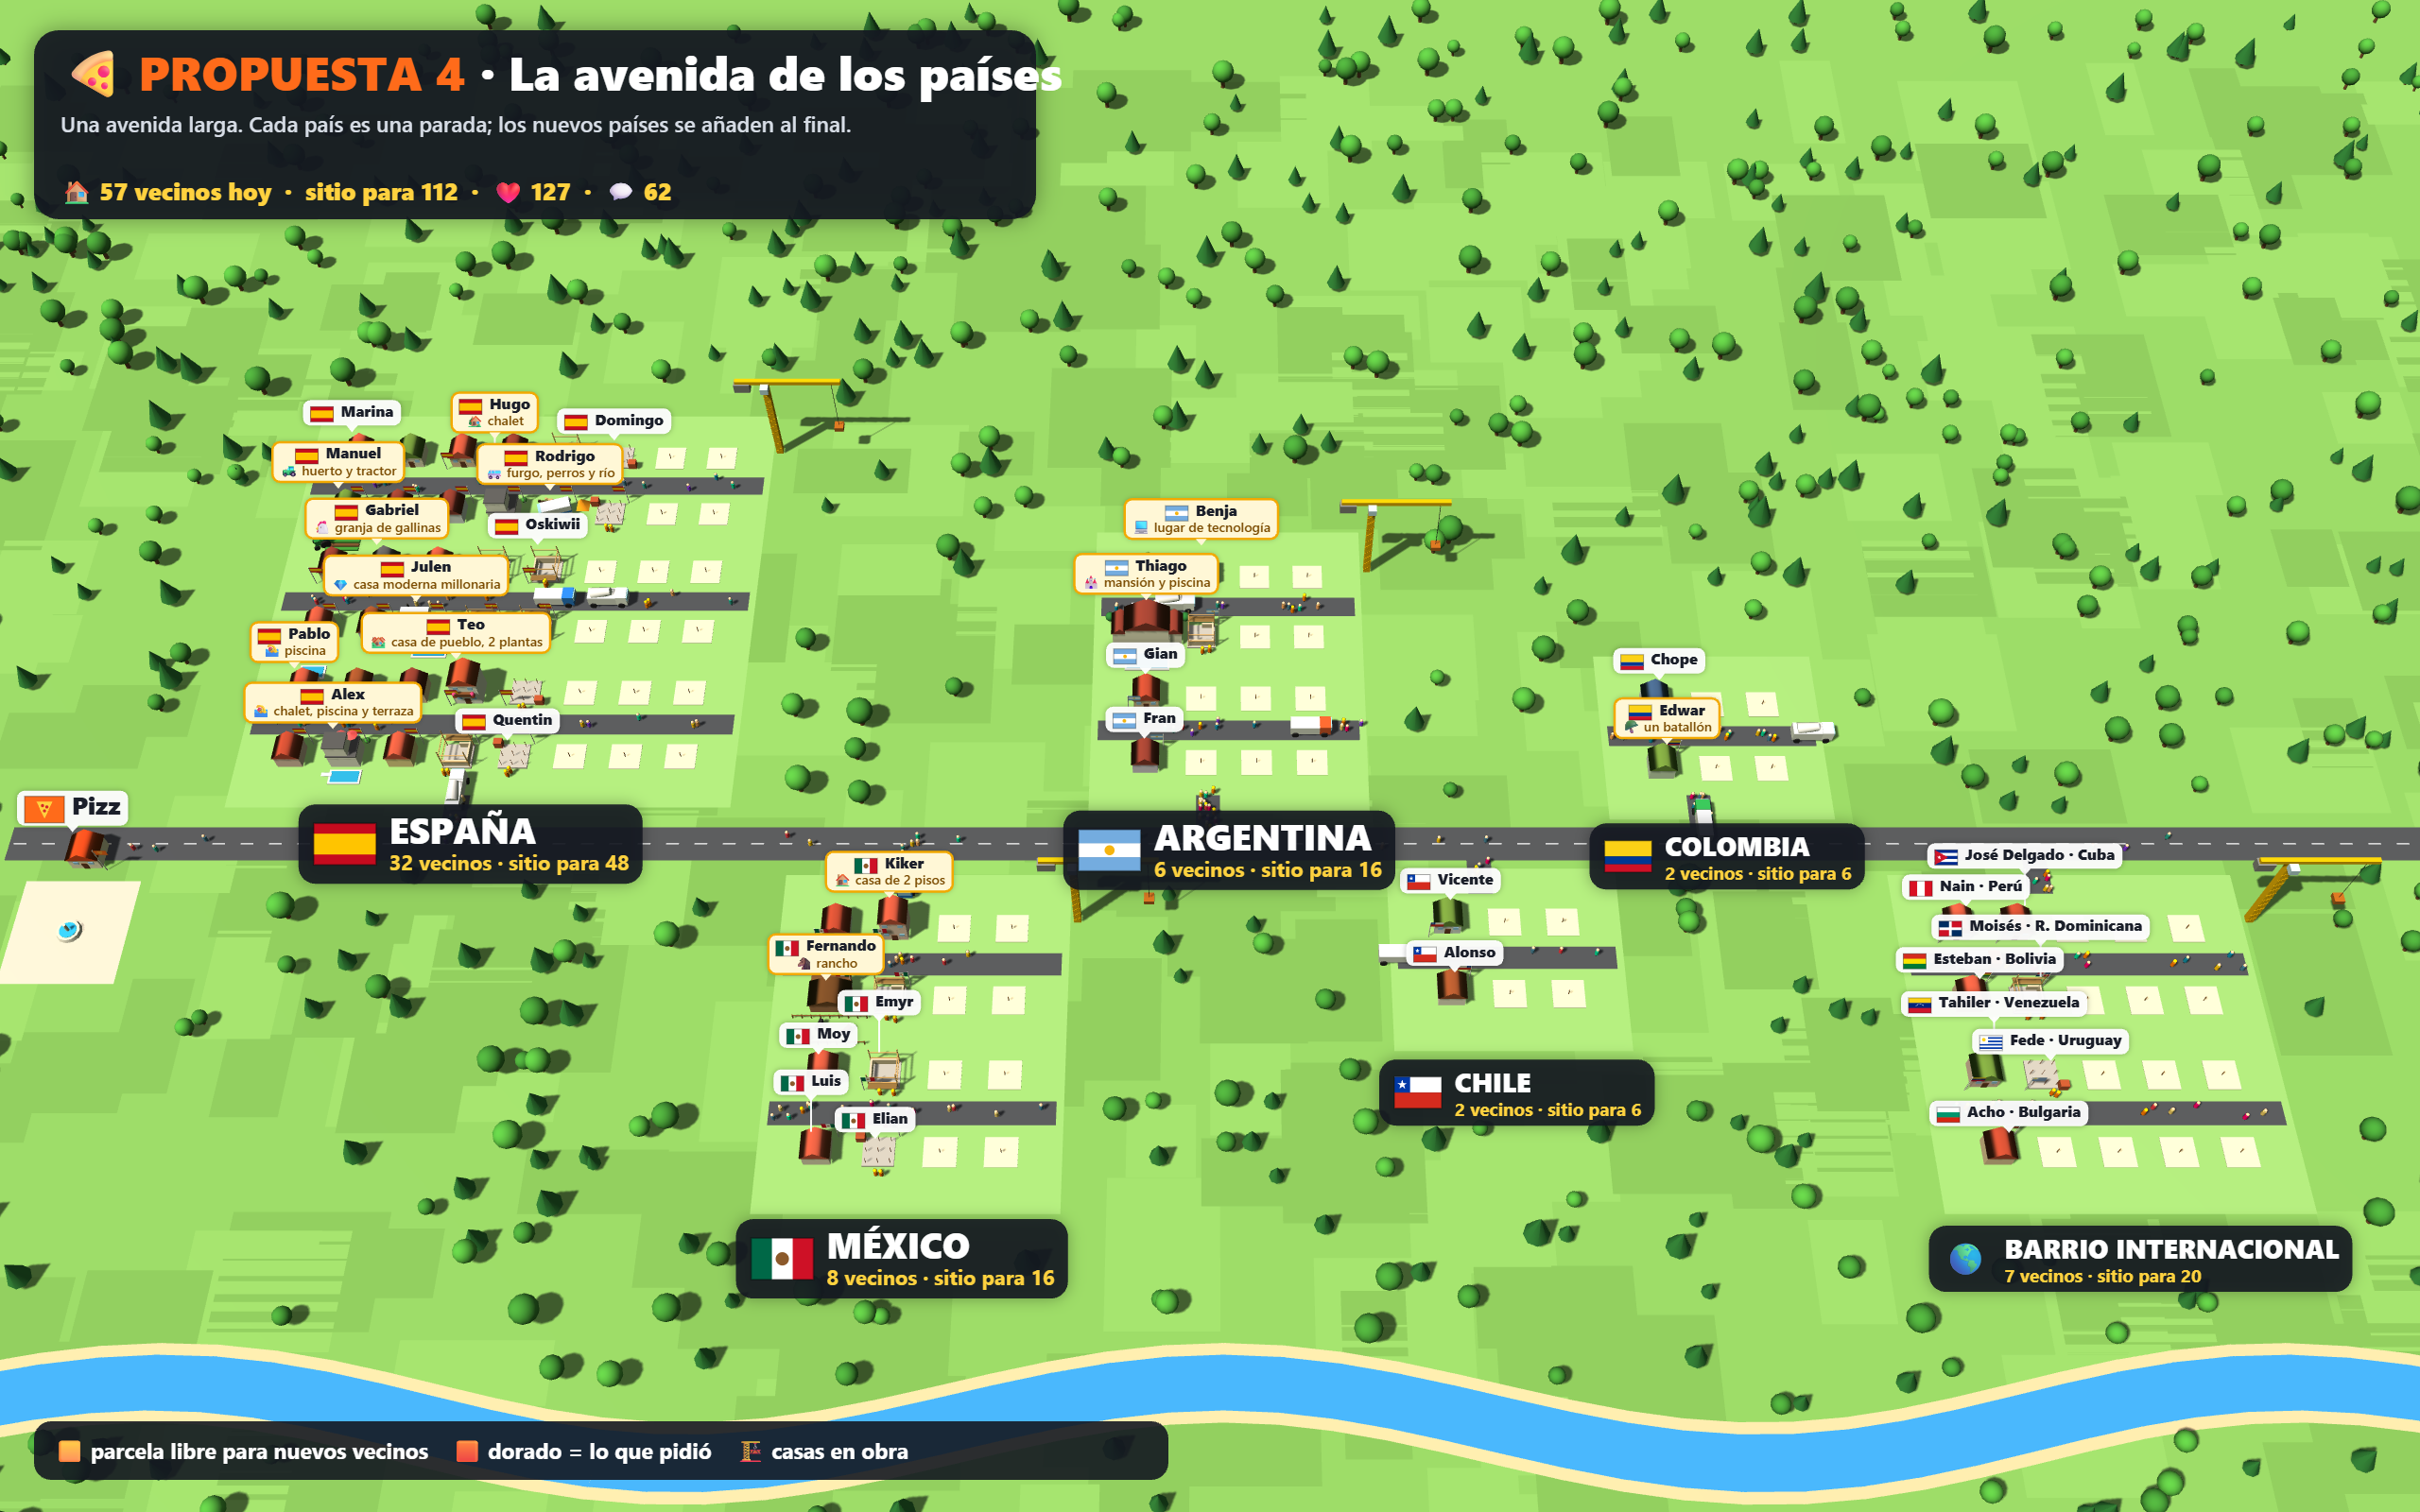 PROPUESTA 4 · La avenida de los países
Una avenida larga. Cada país es una parada; los nuevos países se añaden al final.
57 vecinos hoy · sitio para 112 · 127 · 62
Marina
Hugo
chalet
Domingo
Manuel
huerto y tractor
Rodrigo
furgo, perros y río
Gabriel
granja de gallinas
Oskiwii
Julen
casa moderna millonaria
Pablo
piscina
Teo
casa de pueblo, 2 plantas
Alex
chalet, piscina y terraza
Quentin
Pizz
ESPAÑA
32 vecinos · sitio para 48
Benja
lugar de tecnología
Thiago
mansión y piscina
Gian
Fran
ARGENTINA
6 vecinos · sitio para 16
Chope
Edwar
un batallón
COLOMBIA
2 vecinos · sitio para 6
Kiker
casa de 2 pisos
Fernando
rancho
Emyr
Moy
Luis
Elian
MÉXICO
8 vecinos · sitio para 16
Vicente
Alonso
CHILE
2 vecinos · sitio para 6
José Delgado · Cuba
Nain · Perú
Moisés · R. Dominicana
Esteban · Bolivia
Tahiler · Venezuela
Fede · Uruguay
Acho · Bulgaria
BARRIO INTERNACIONAL
7 vecinos · sitio para 20
parcela libre para nuevos vecinos
dorado = lo que pidió
casas en obra